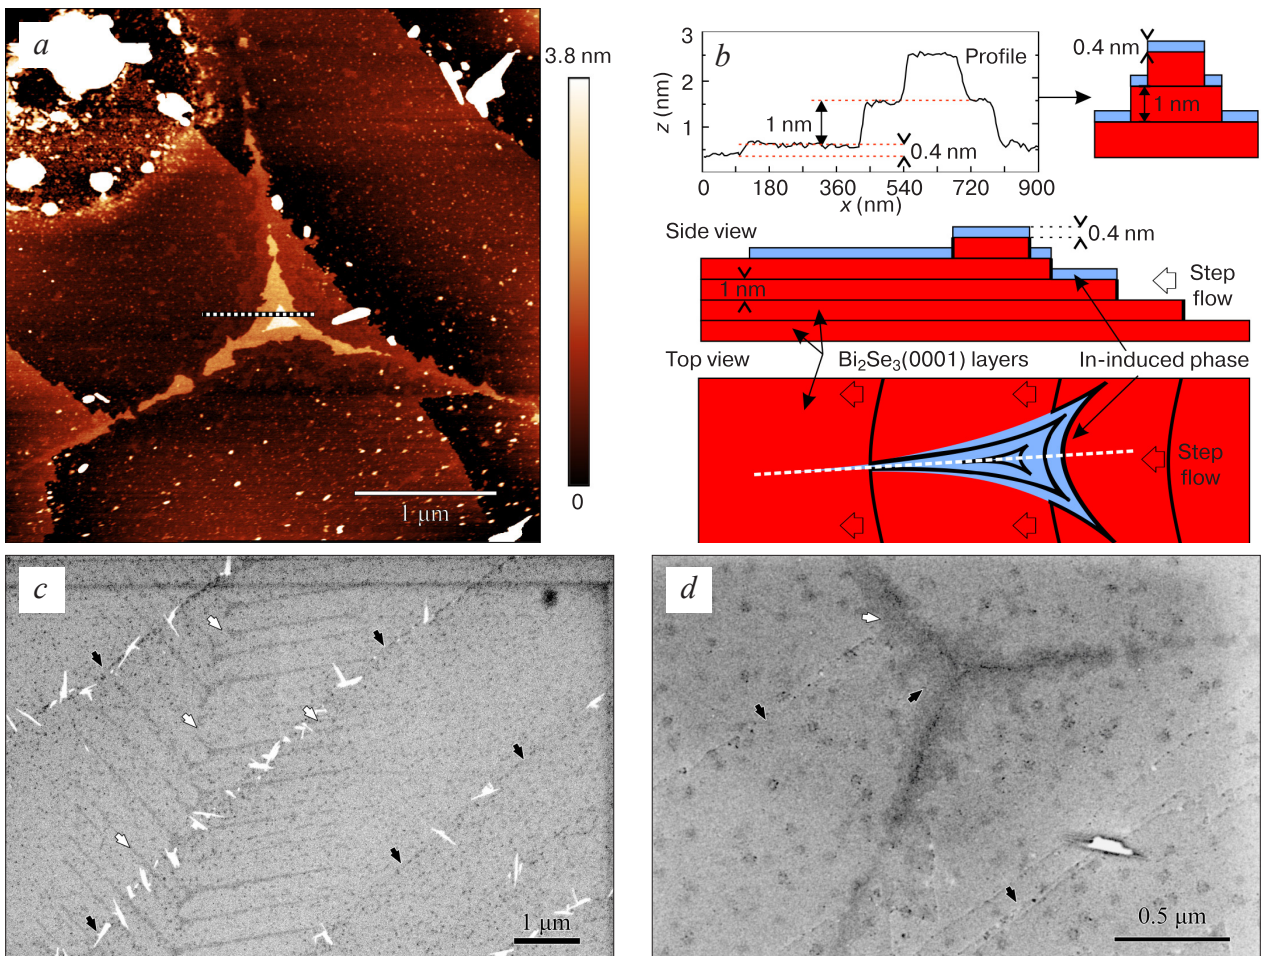 a
3.8 nm
0
1 µm
b
Profile
z (nm)
3
2
1
1 nm
0.4 nm
0 180 360 540 720 900
x (nm)
0.4 nm
1 nm
Side view
0.4 nm
1 nm
Step
flow
Top view
Bi₂Se₃(0001) layers
In-induced phase
Step
flow
c
1 µm
d
0.5 µm